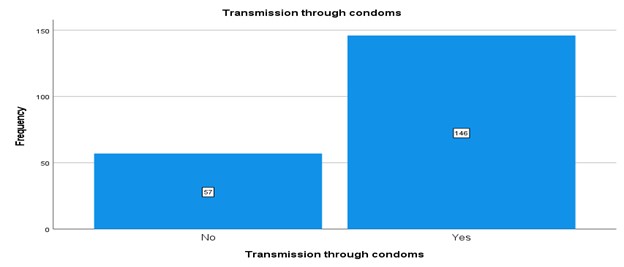 Transmission through condoms
150
100
50
0
Frequency
57
146
No
Yes
Transmission through condoms